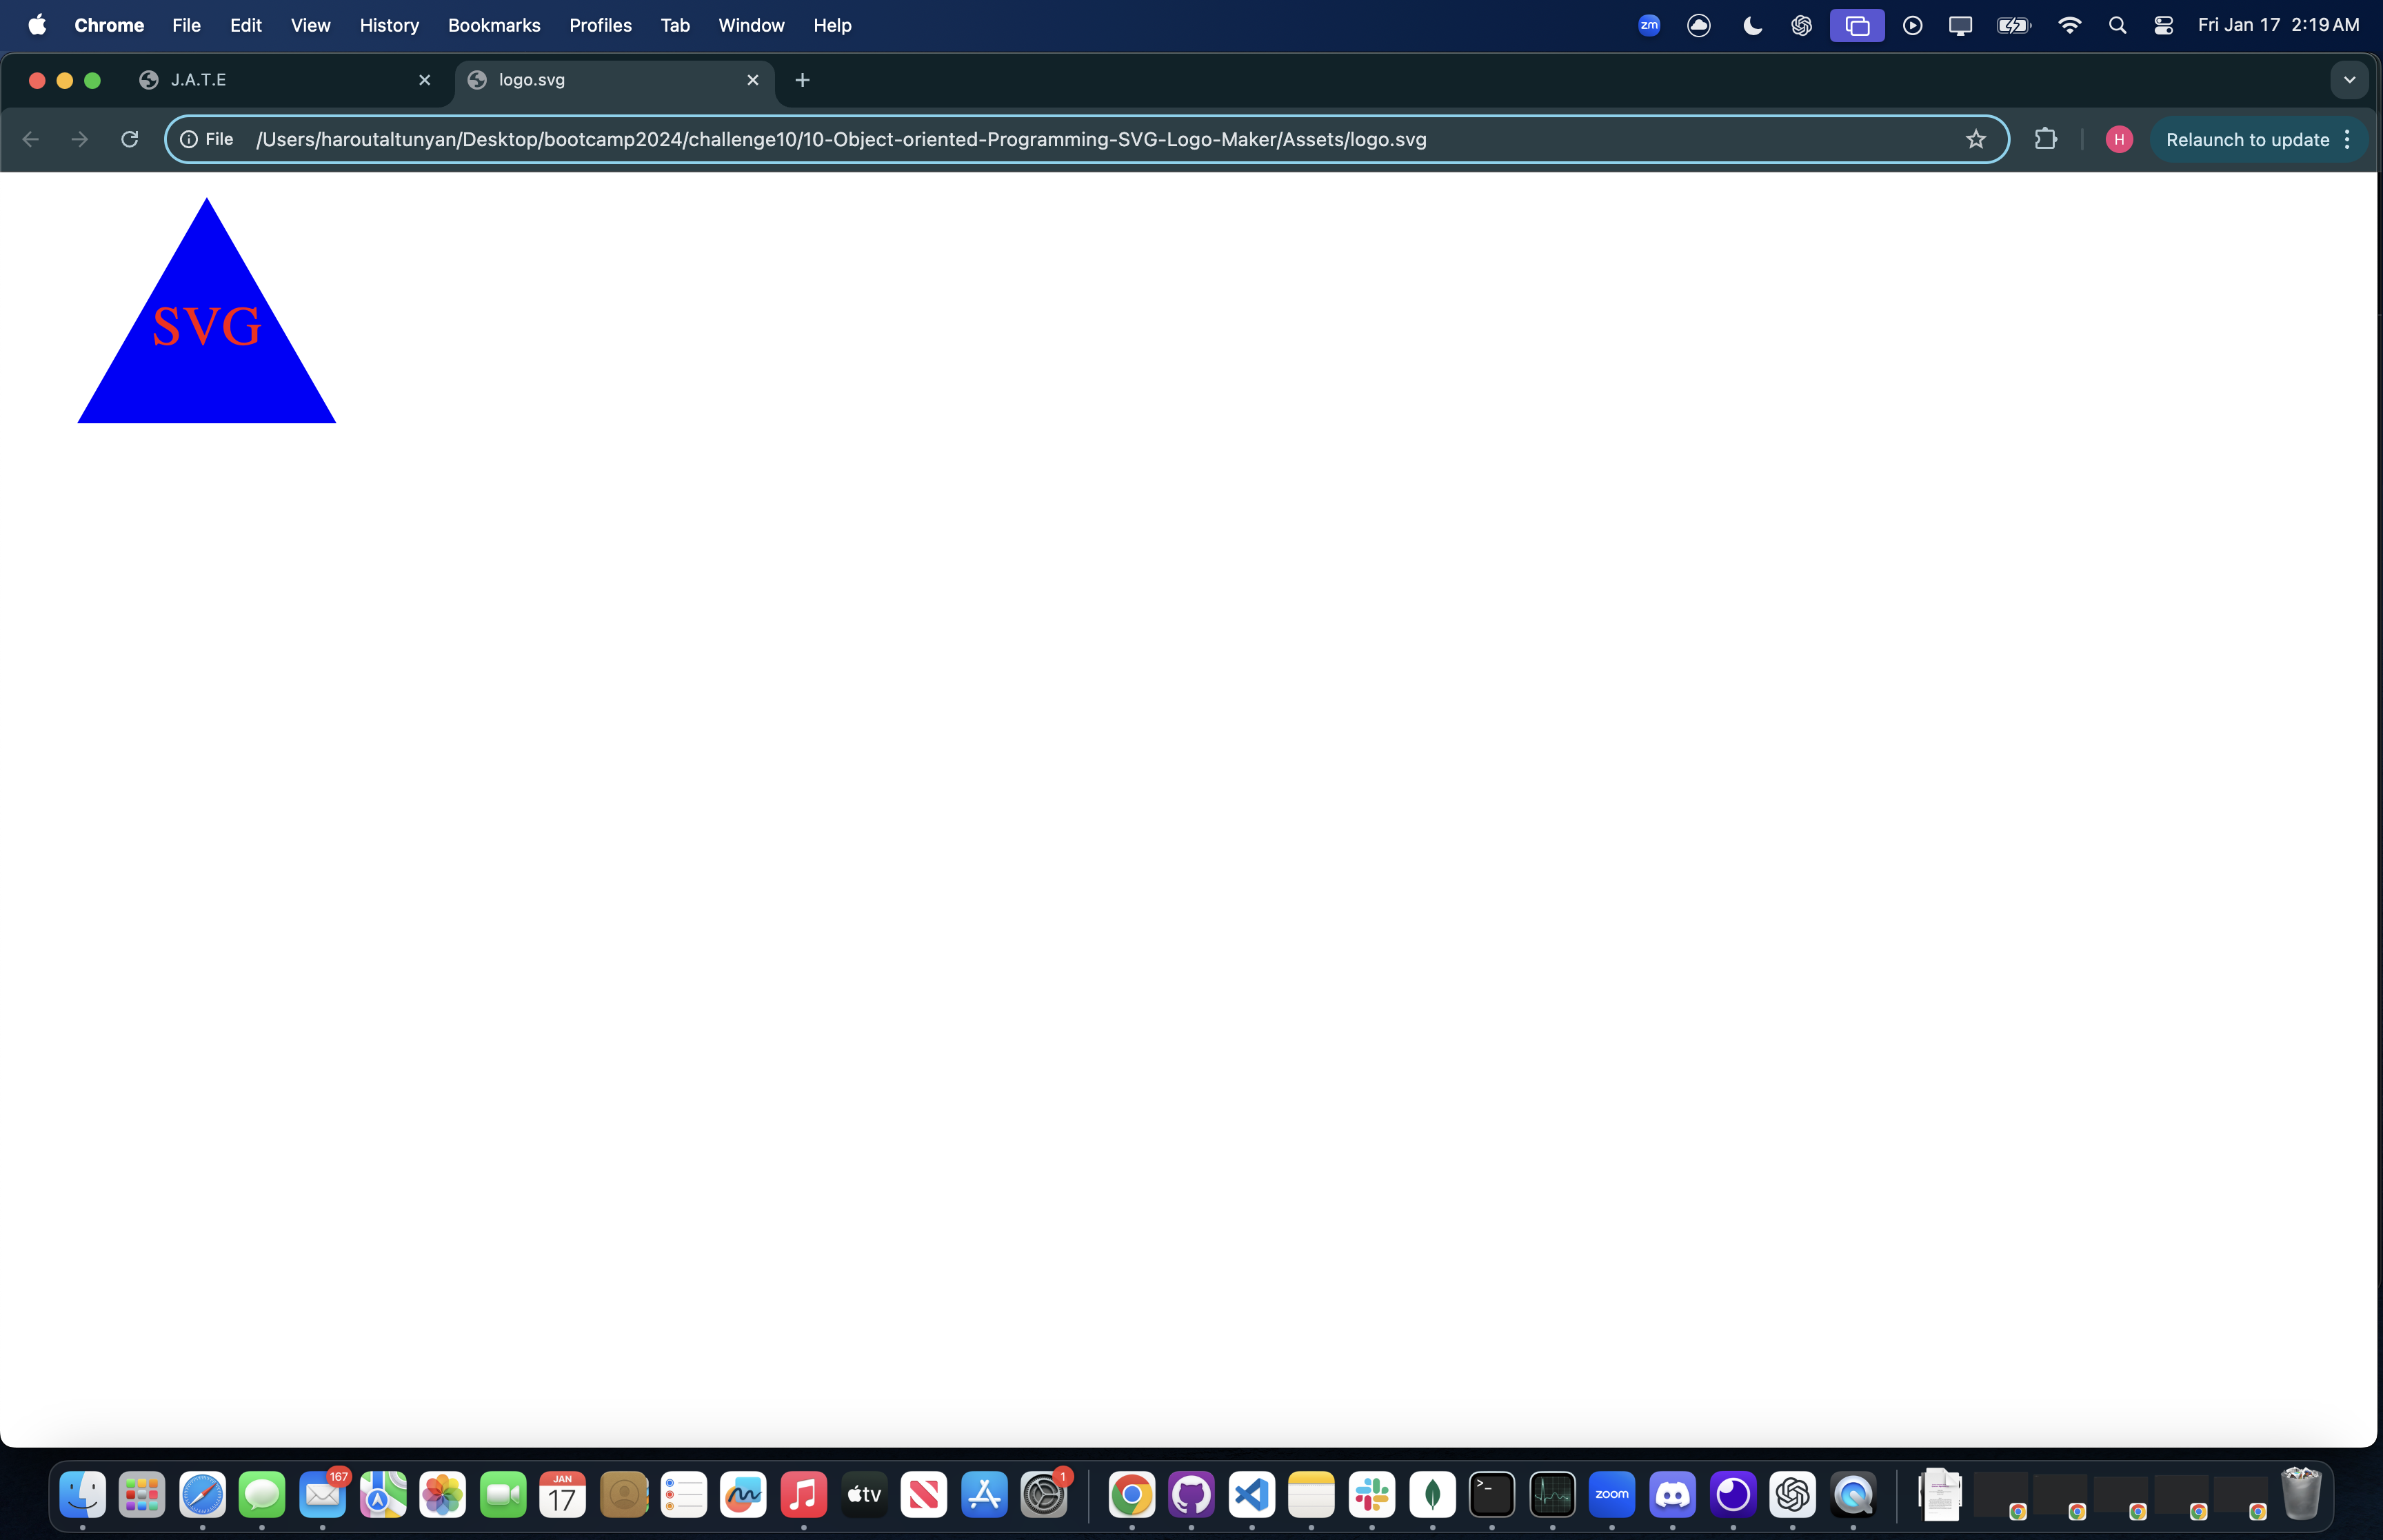 Chrome File Edit View History Bookmarks Profiles Tab Window Help zm Fri Jan 17 2:19 AM
J.A.T.E logo.svg
File /Users/haroutaltunyan/Desktop/bootcamp2024/challenge10/10-Object-oriented-Programming-SVG-Logo-Maker/Assets/logo.svg H Relaunch to update
SVG
167 JAN 17 tv 1 >_ zoom